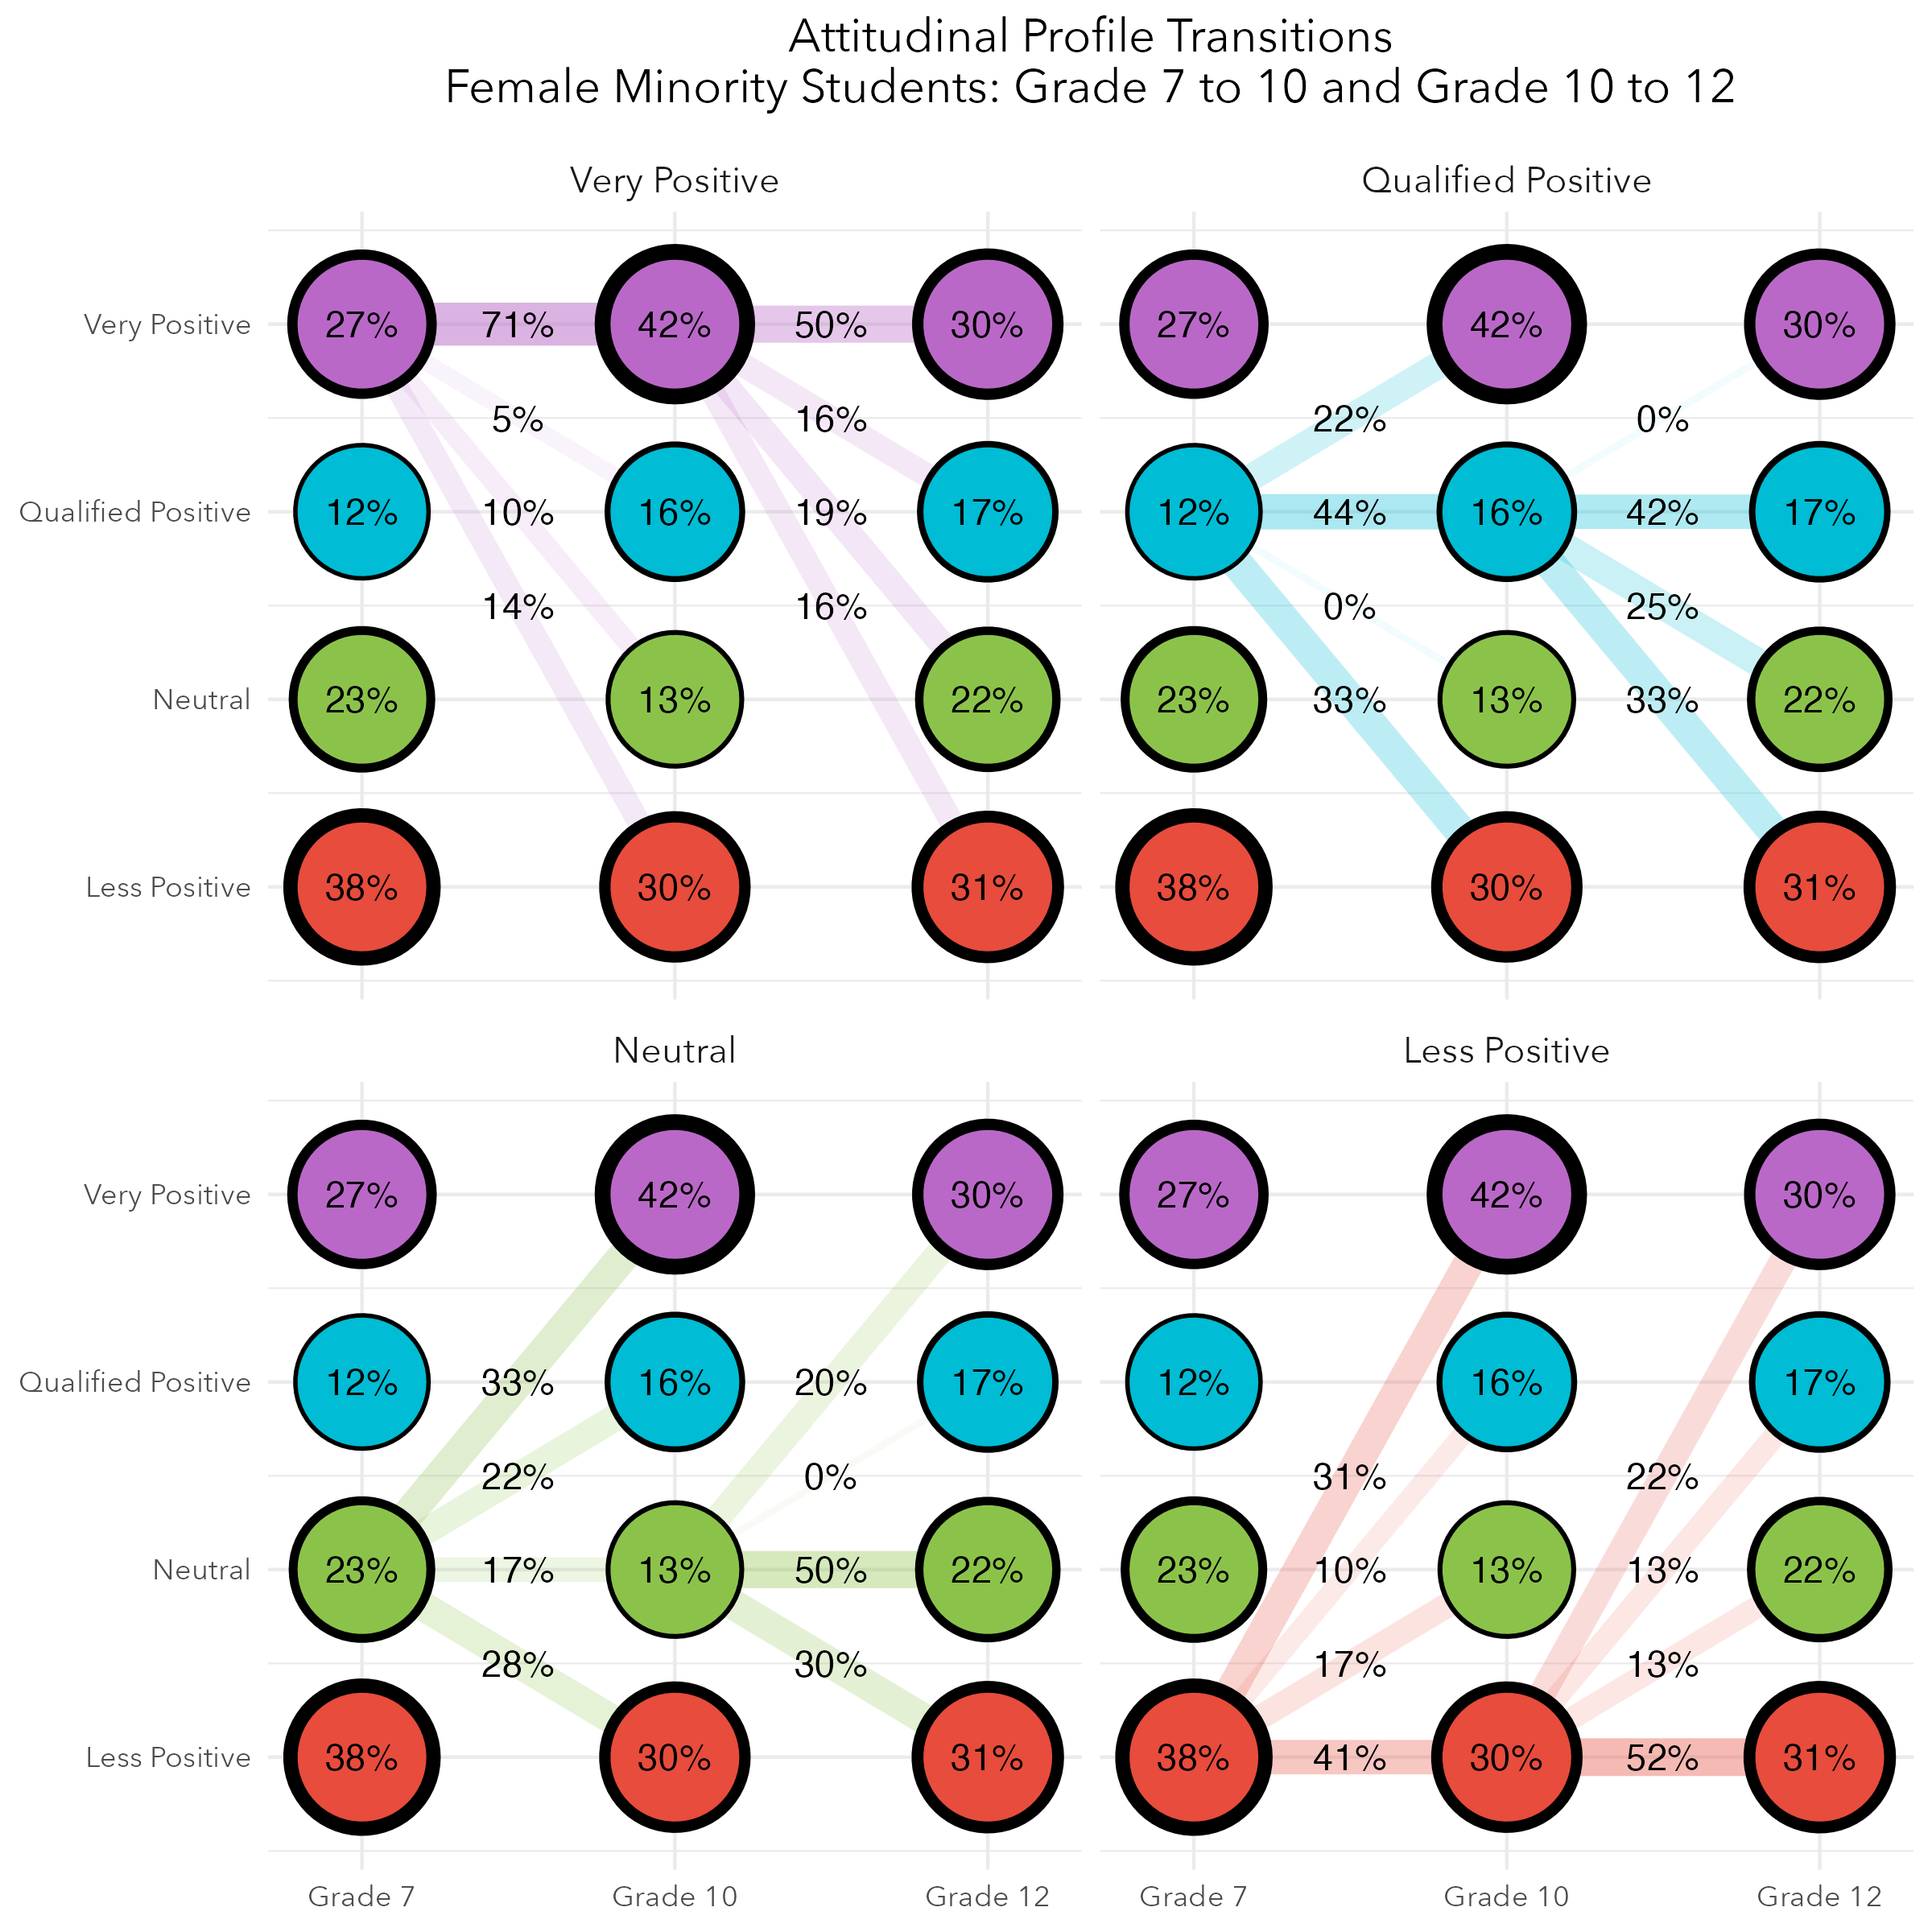 Attitudinal Profile Transitions
Female Minority Students: Grade 7 to 10 and Grade 10 to 12
Very Positive
Qualified Positive
Very Positive
27% 71% 42% 50% 30%
27% 42% 30%
5% 16%
22% 0%
Qualified Positive
12% 10% 16% 19% 17%
12% 44% 16% 42% 17%
14% 16%
0% 25%
Neutral
23% 13% 22%
23% 33% 13% 33% 22%
Less Positive
38% 30% 31%
38% 30% 31%
Neutral
Less Positive
Very Positive
27% 42% 30%
27% 42% 30%
Qualified Positive
12% 33% 16% 20% 17%
12% 16% 17%
22% 0%
31% 22%
Neutral
23% 17% 13% 50% 22%
23% 10% 13% 13% 22%
28% 30%
17% 13%
Less Positive
38% 30% 31%
38% 41% 30% 52% 31%
Grade 7 Grade 10 Grade 12
Grade 7 Grade 10 Grade 12